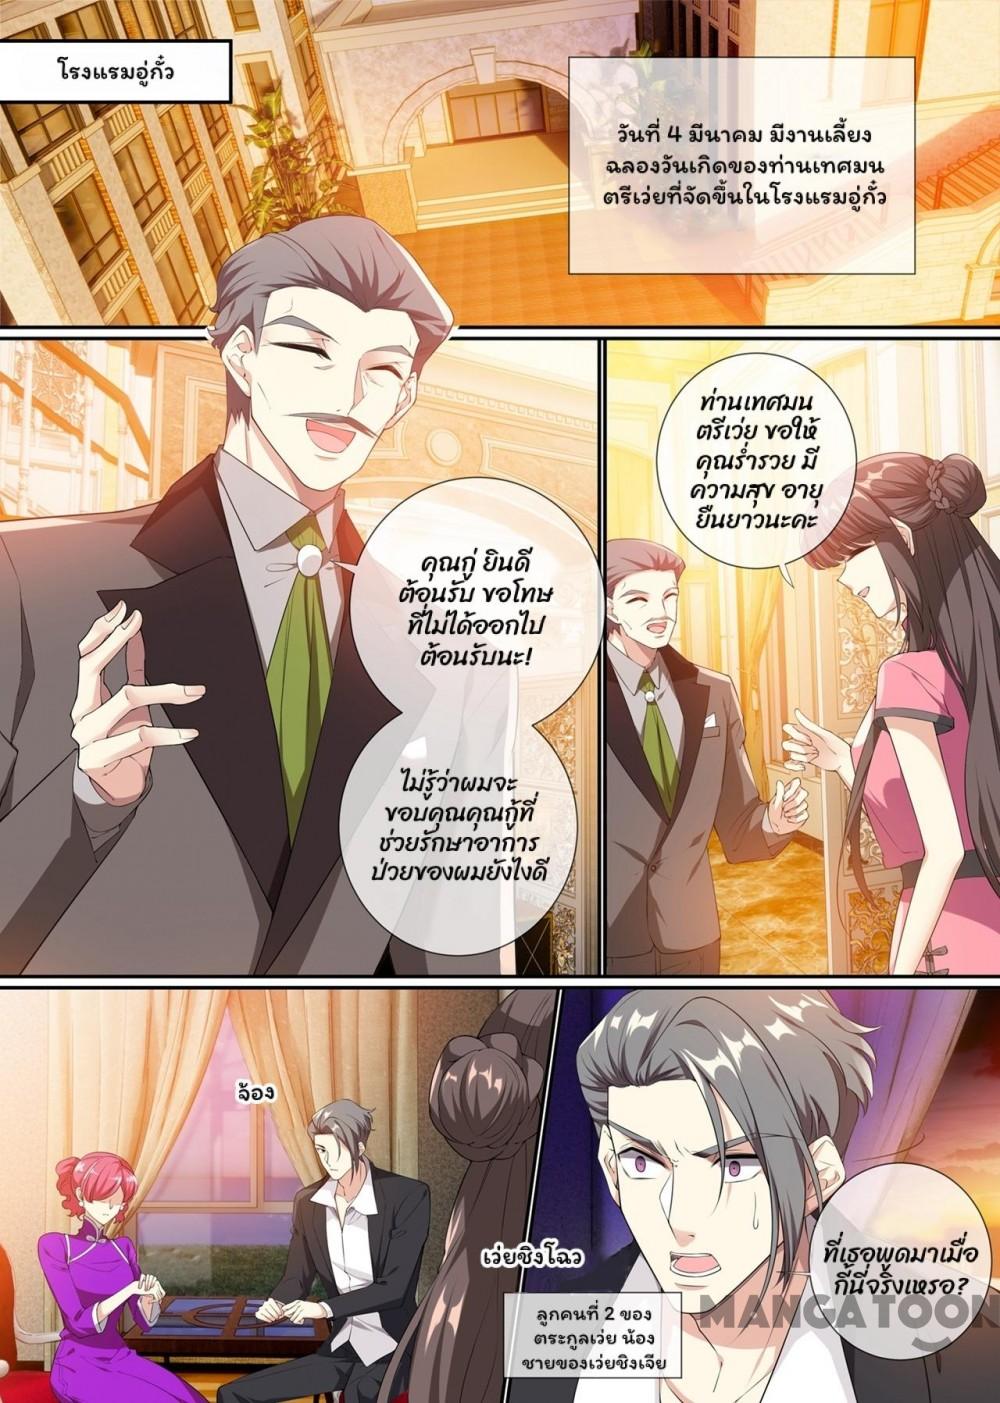 โรงแรมอู่กั๋ว
วันที่ 4 มีนาคม มีงานเลี้ยง
ฉลองวันเกิดของท่านเทศมน
ตรีเว่ยที่จัดขึ้นในโรงแรมอู่กั๋ว
คุณกู่ ยินดี
ต้อนรับ ขอโทษ
ที่ไม่ได้ออกไป
ต้อนรับนะ!
ไม่รู้ว่าผมจะ
ขอบคุณคุณกู้ที่
ช่วยรักษาอาการ
ป่วยของผมยังไงดี
ท่านเทศมน
ตรีเว่ย ขอให้
คุณร่ำรวย มี
ความสุข อายุ
ยืนยาวนะคะ
จ้อง
เว่ยชิงโฉว
ลูกคนที่ 2 ของ
ตระกูลเว่ย น้อง
ชายของเว่ยชิงเจีย
ที่เธอพูดมาเมื่อ
กี้นี่จริงเหรอ?
MANGATOON